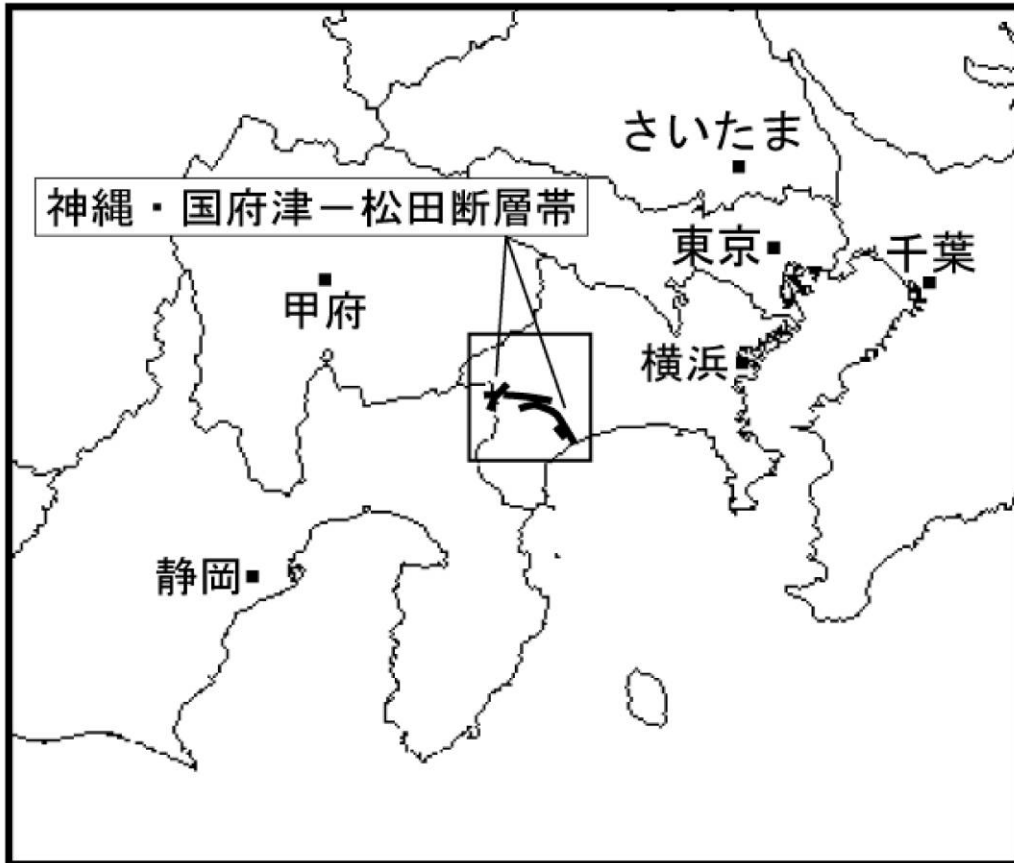 さいたま
神縄・国府津－松田断層帯
東京
千葉
甲府
横浜
静岡